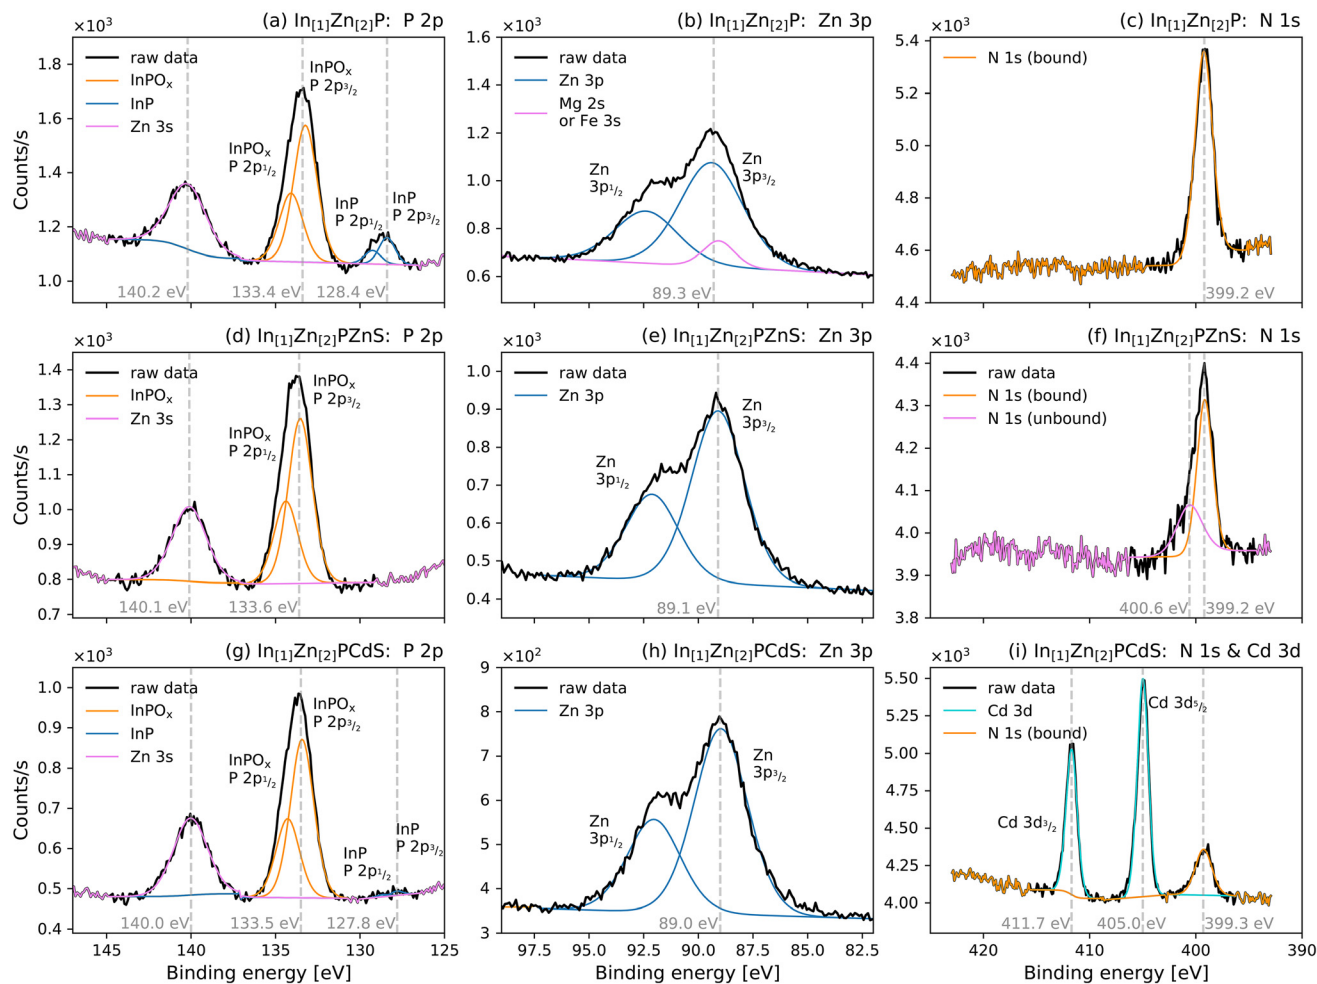 (a) In[1]Zn[2]P: P 2p
×10³
raw data
InPOₓ
InP
Zn 3s
InPOₓ
P 2p3/2
InPOₓ
P 2p1/2
InP
P 2p1/2
InP
P 2p3/2
140.2 eV
133.4 eV
128.4 eV
1.8
1.6
1.4
1.2
1.0
Counts/s
(b) In[1]Zn[2]P: Zn 3p
×10³
raw data
Zn 3p
Mg 2s
or Fe 3s
Zn
3p1/2
Zn
3p3/2
89.3 eV
1.6
1.4
1.2
1.0
0.8
0.6
(c) In[1]Zn[2]P: N 1s
×10³
N 1s (bound)
399.2 eV
5.4
5.2
5.0
4.8
4.6
4.4
(d) In[1]Zn[2]PZnS: P 2p
×10³
raw data
InPOₓ
Zn 3s
InPOₓ
P 2p3/2
InPOₓ
P 2p1/2
140.1 eV
133.6 eV
1.4
1.3
1.2
1.1
1.0
0.9
0.8
0.7
Counts/s
(e) In[1]Zn[2]PZnS: Zn 3p
×10³
raw data
Zn 3p
Zn
3p1/2
Zn
3p3/2
89.1 eV
1.0
0.9
0.8
0.7
0.6
0.5
0.4
(f) In[1]Zn[2]PZnS: N 1s
×10³
raw data
N 1s (bound)
N 1s (unbound)
400.6 eV
399.2 eV
4.4
4.3
4.2
4.1
4.0
3.9
3.8
(g) In[1]Zn[2]PCdS: P 2p
×10³
raw data
InPOₓ
InP
Zn 3s
InPOₓ
P 2p3/2
InPOₓ
P 2p1/2
InP
P 2p1/2
InP
P 2p3/2
140.0 eV
133.5 eV
127.8 eV
1.0
0.9
0.8
0.7
0.6
0.5
0.4
Counts/s
145
140
135
130
125
Binding energy [eV]
(h) In[1]Zn[2]PCdS: Zn 3p
×10²
raw data
Zn 3p
Zn
3p1/2
Zn
3p3/2
89.0 eV
9
8
7
6
5
4
3
97.5
95.0
92.5
90.0
87.5
85.0
82.5
Binding energy [eV]
(i) In[1]Zn[2]PCdS: N 1s & Cd 3d
×10³
raw data
Cd 3d
N 1s (bound)
Cd 3d5/2
Cd 3d3/2
411.7 eV
405.0 eV
399.3 eV
5.50
5.25
5.00
4.75
4.50
4.25
4.00
420
410
400
390
Binding energy [eV]